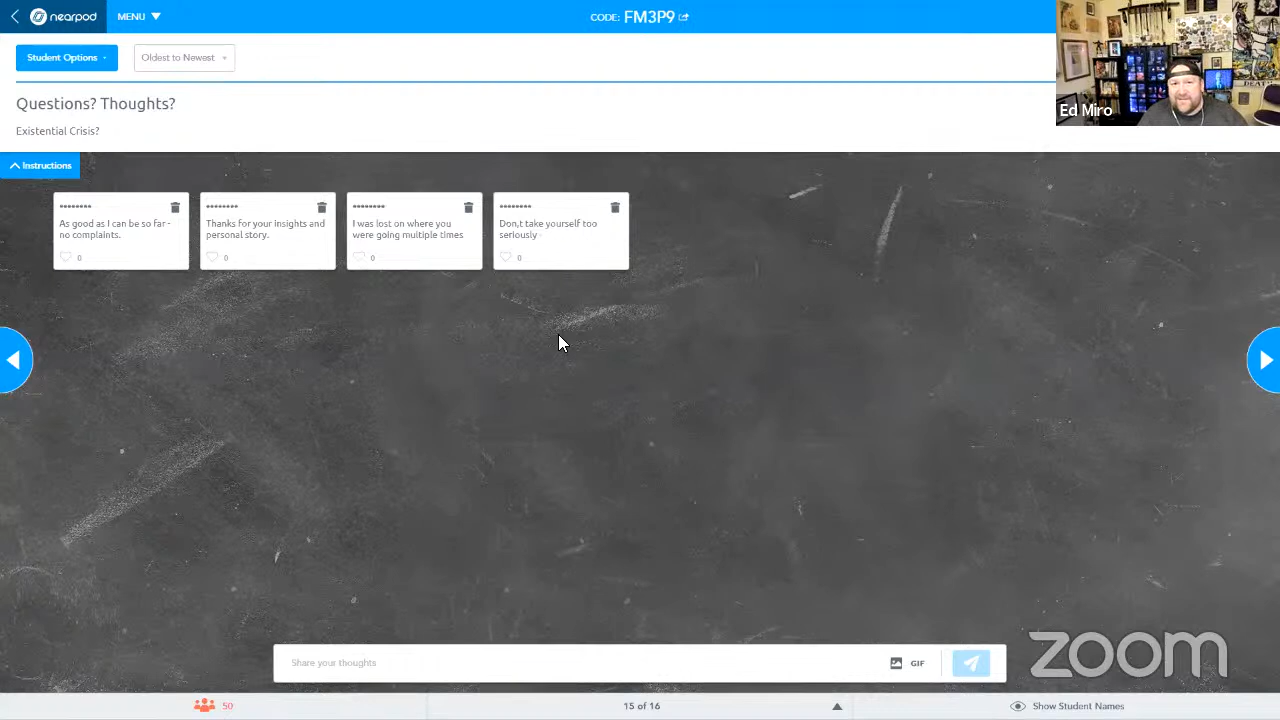 nearpod
MENU
CODE: FM3P9
Student Options
Oldest to Newest
Ed Miro
Questions? Thoughts?
Existential Crisis?
Instructions
********
As good as I can be so far -
no complaints.
0
********
Thanks for your insights and
personal story.
0
********
I was lost on where you
were going multiple times
0
********
Don,t take yourself too
seriously -
0
Share your thoughts
GIF
zoom
50
15 of 16
Show Student Names